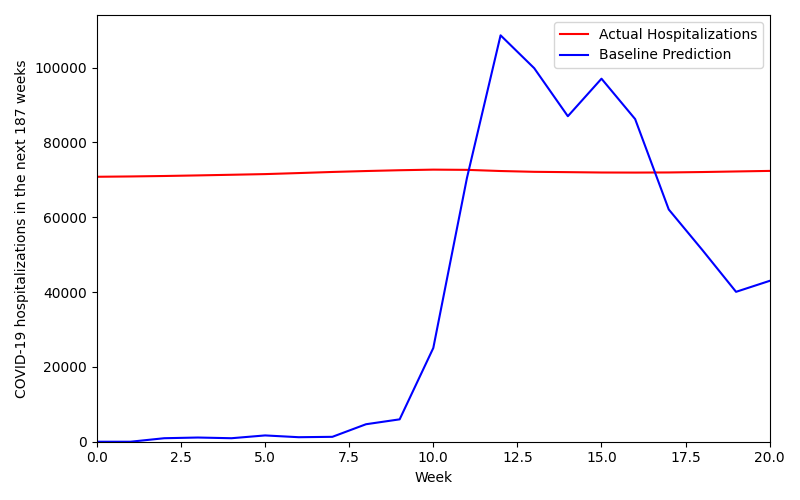 Actual Hospitalizations
Baseline Prediction
COVID-19 hospitalizations in the next 187 weeks
100000
80000
60000
40000
20000
0
0.0 2.5 5.0 7.5 10.0 12.5 15.0 17.5 20.0
Week